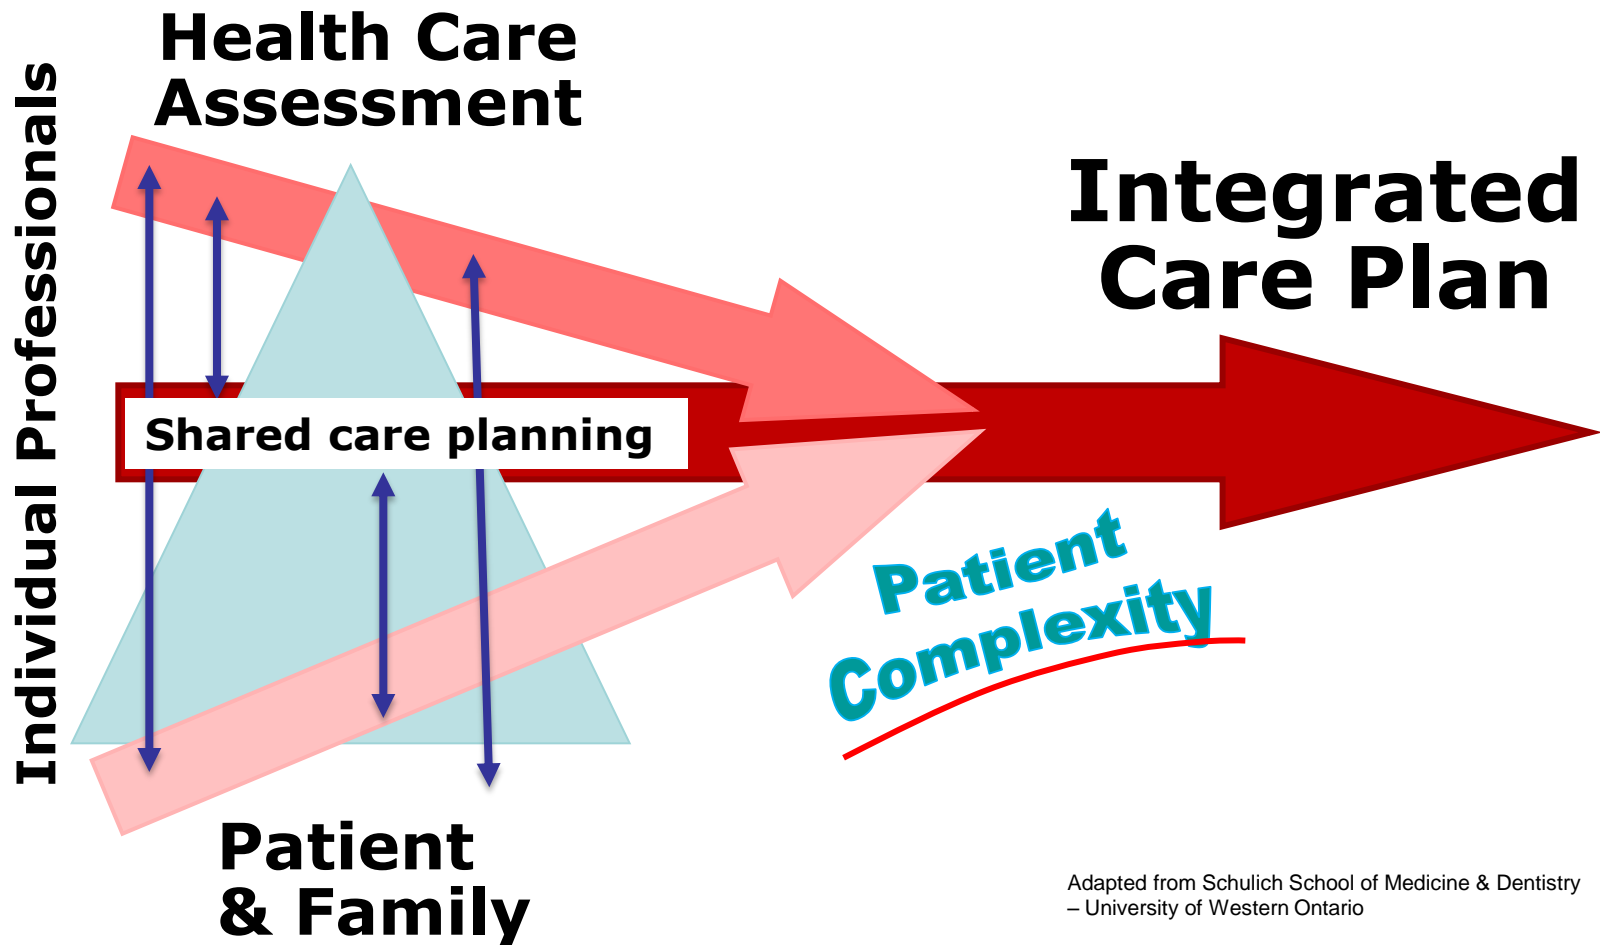 Individual Professionals
Health Care
Assessment
Integrated
Care Plan
Shared care planning
Patient
Complexity
Patient
& Family
Adapted from Schulich School of Medicine & Dentistry
– University of Western Ontario